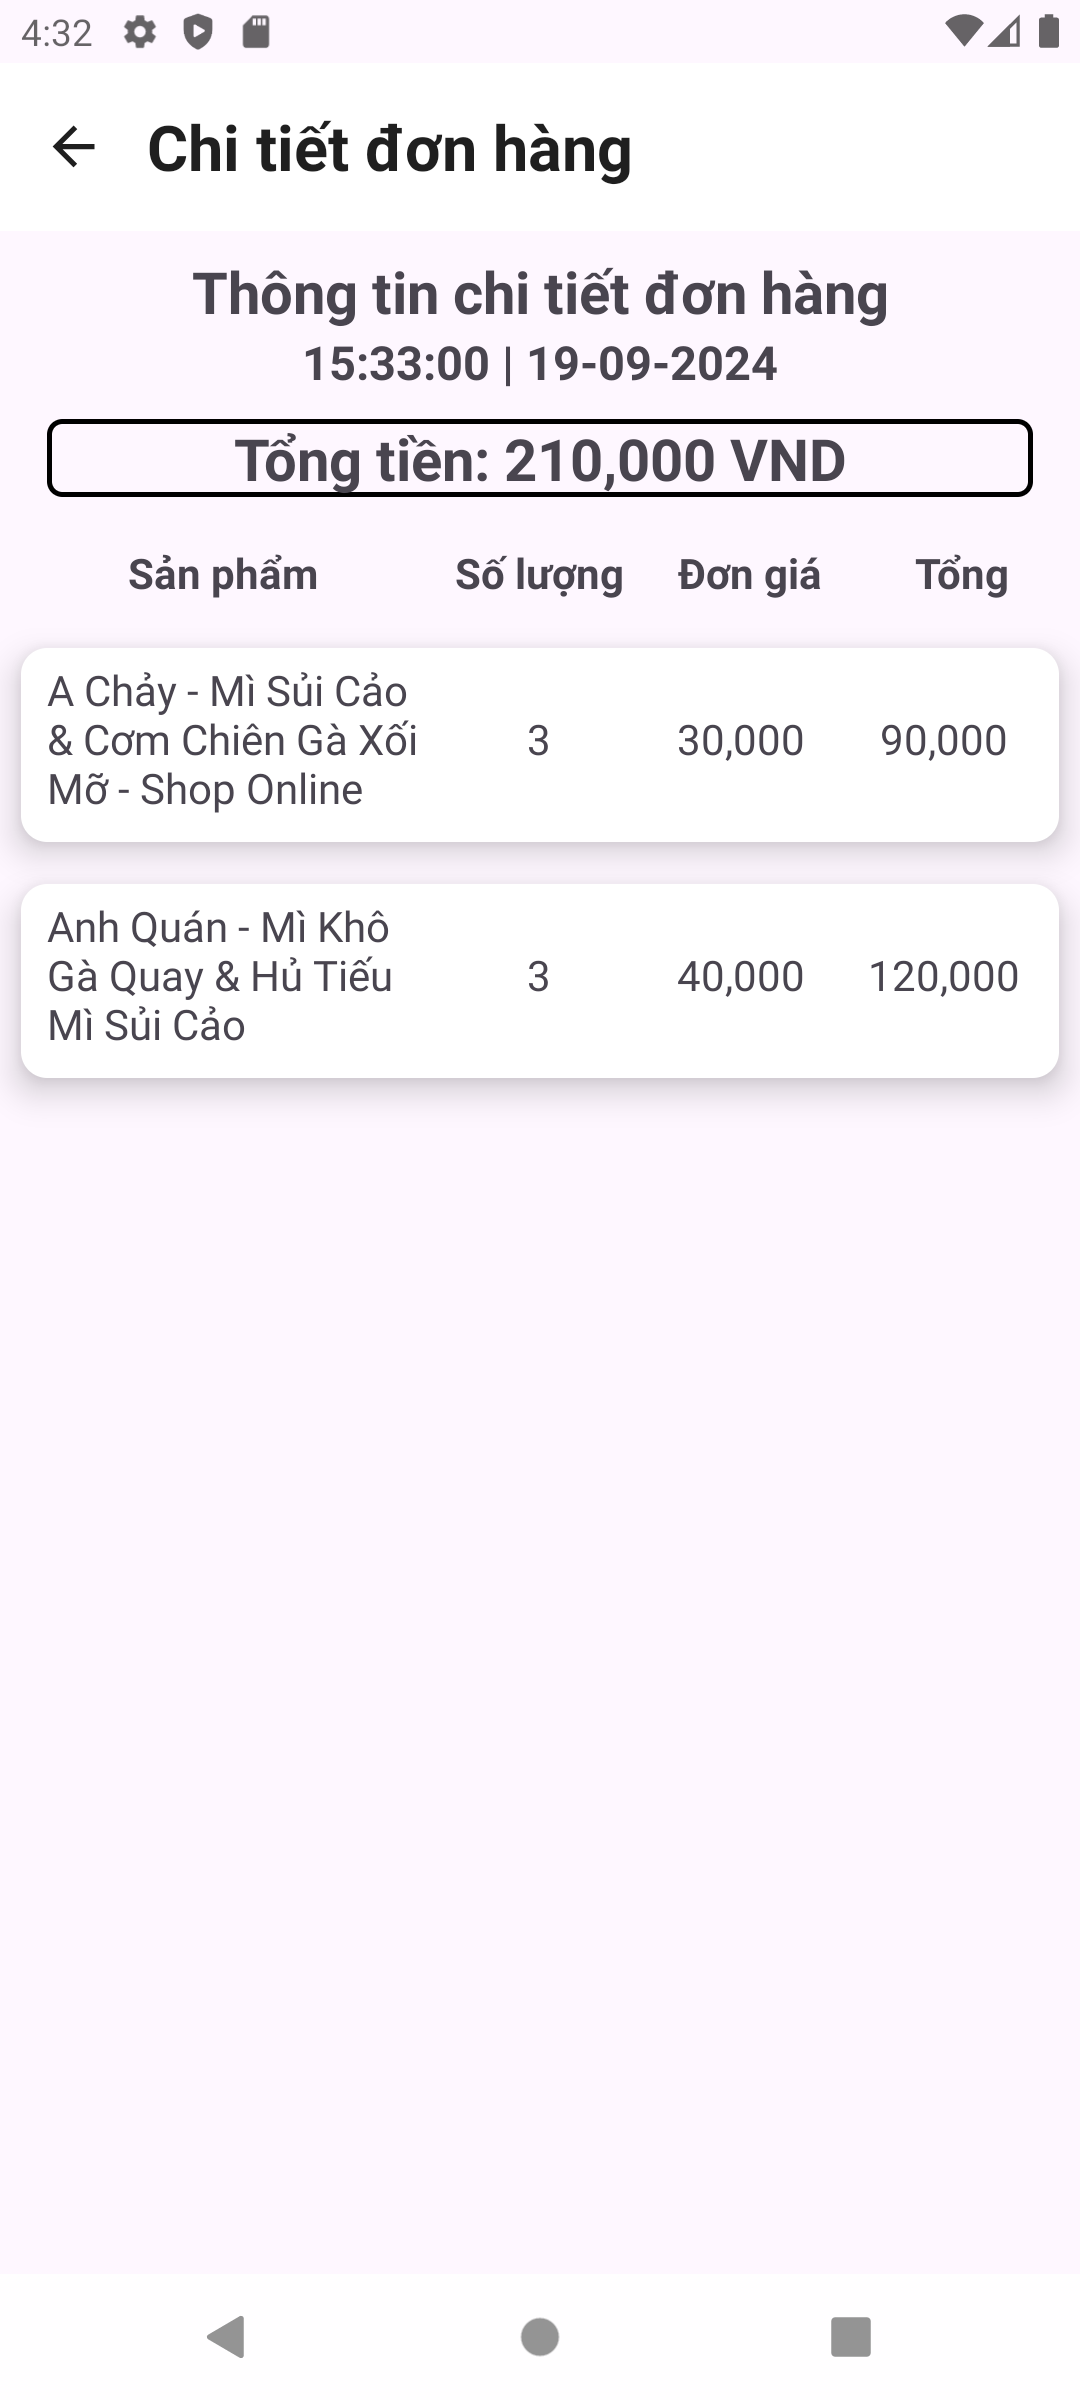 4:32
Chi tiết đơn hàng
Thông tin chi tiết đơn hàng
15:33:00 | 19-09-2024
Tổng tiền: 210,000 VND
Sản phẩm Số lượng Đơn giá Tổng
A Chảy - Mì Sủi Cảo
& Cơm Chiên Gà Xối 3 30,000 90,000
Mỡ - Shop Online
Anh Quán - Mì Khô
Gà Quay & Hủ Tiếu 3 40,000 120,000
Mì Sủi Cảo